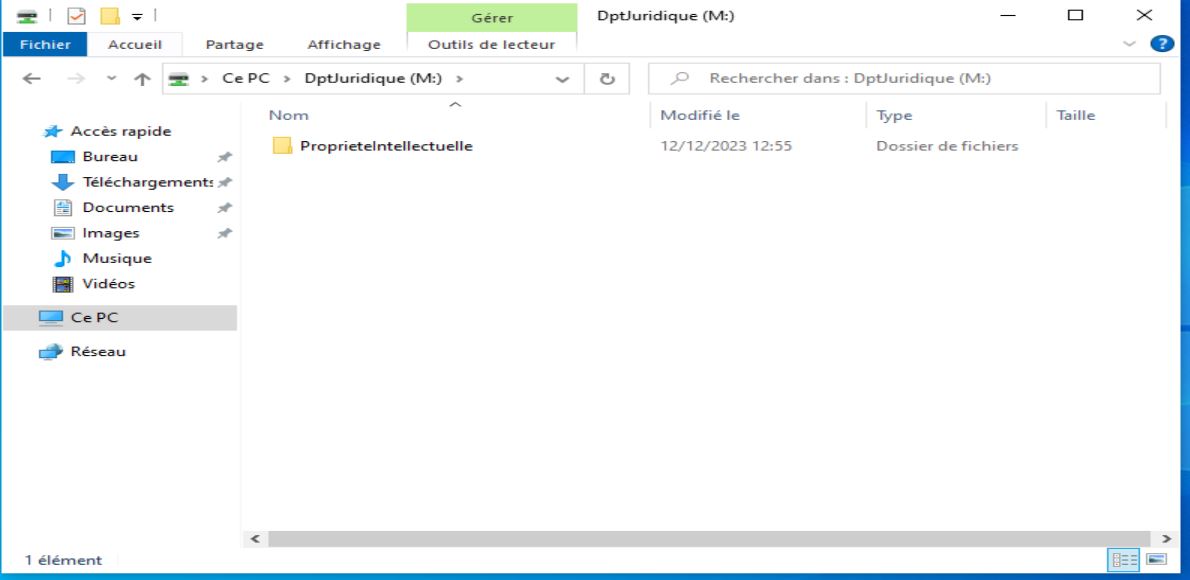 Gérer
DptJuridique (M:)
Fichier Accueil Partage Affichage Outils de lecteur
Ce PC > DptJuridique (M:) >
Rechercher dans : DptJuridique (M:)
Accès rapide
Bureau
Téléchargements
Documents
Images
Musique
Vidéos
Ce PC
Réseau
Nom Modifié le Type Taille
ProprieteIntellectuelle 12/12/2023 12:55 Dossier de fichiers
1 élément